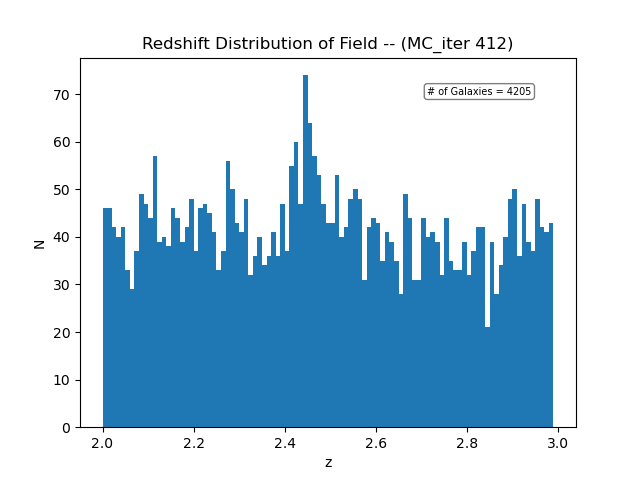 Redshift Distribution of Field -- (MC_iter 412)
# of Galaxies = 4205
70
60
50
40
30
20
10
0
N
2.0 2.2 2.4 2.6 2.8 3.0
z